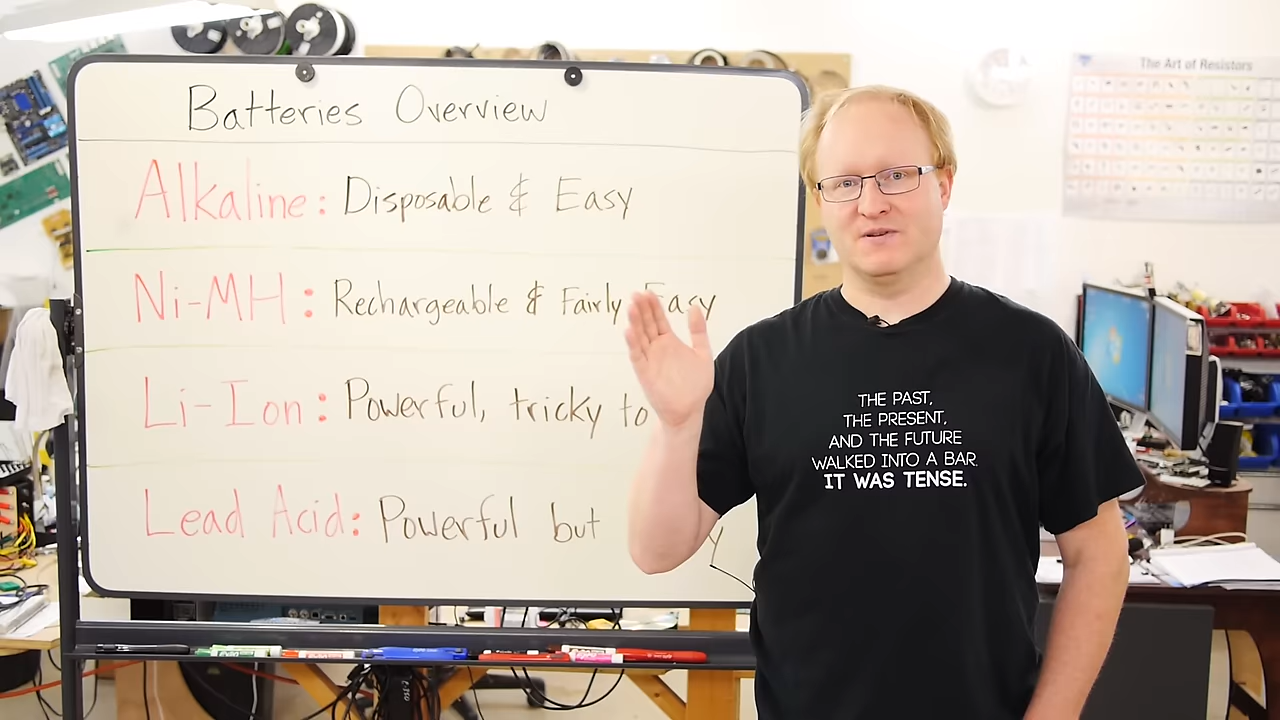 Batteries Overview
Alkaline: Disposable & Easy
Ni-MH: Rechargeable & Fairly Easy
Li-Ion: Powerful, tricky to
Lead Acid: Powerful but
The Art of Resistors
THE PAST,
THE PRESENT,
AND THE FUTURE
WALKED INTO A BAR.
IT WAS TENSE.